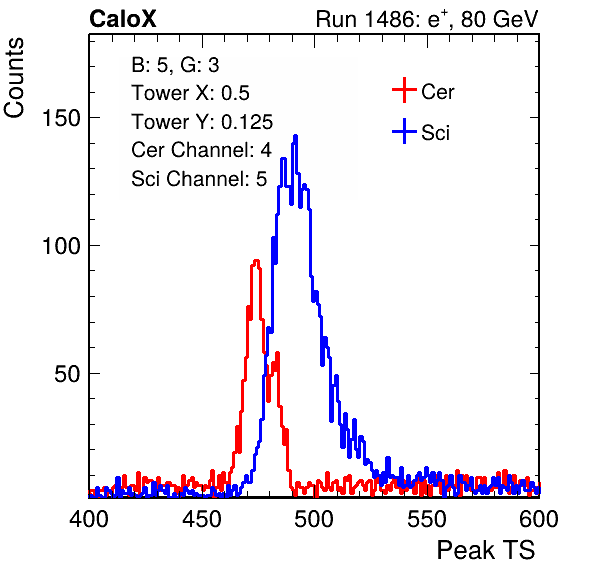 CaloX Run 1486: e⁺, 80 GeV
Counts
B: 5, G: 3
Tower X: 0.5
Tower Y: 0.125
Cer Channel: 4
Sci Channel: 5
Cer
Sci
150
100
50
400 450 500 550 600
Peak TS